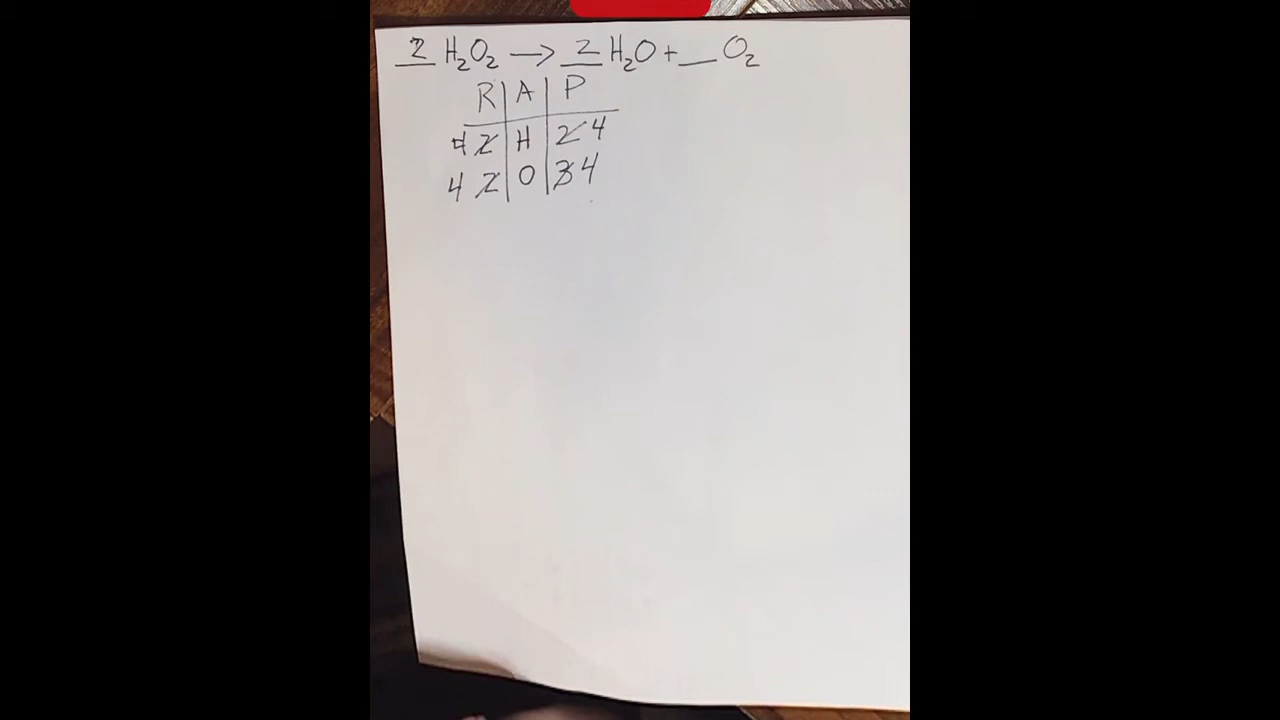 2 H₂O₂ → 2 H₂O + __ O₂
R | A | P
4 2 | H | 2 4
4 2 | O | 3 4